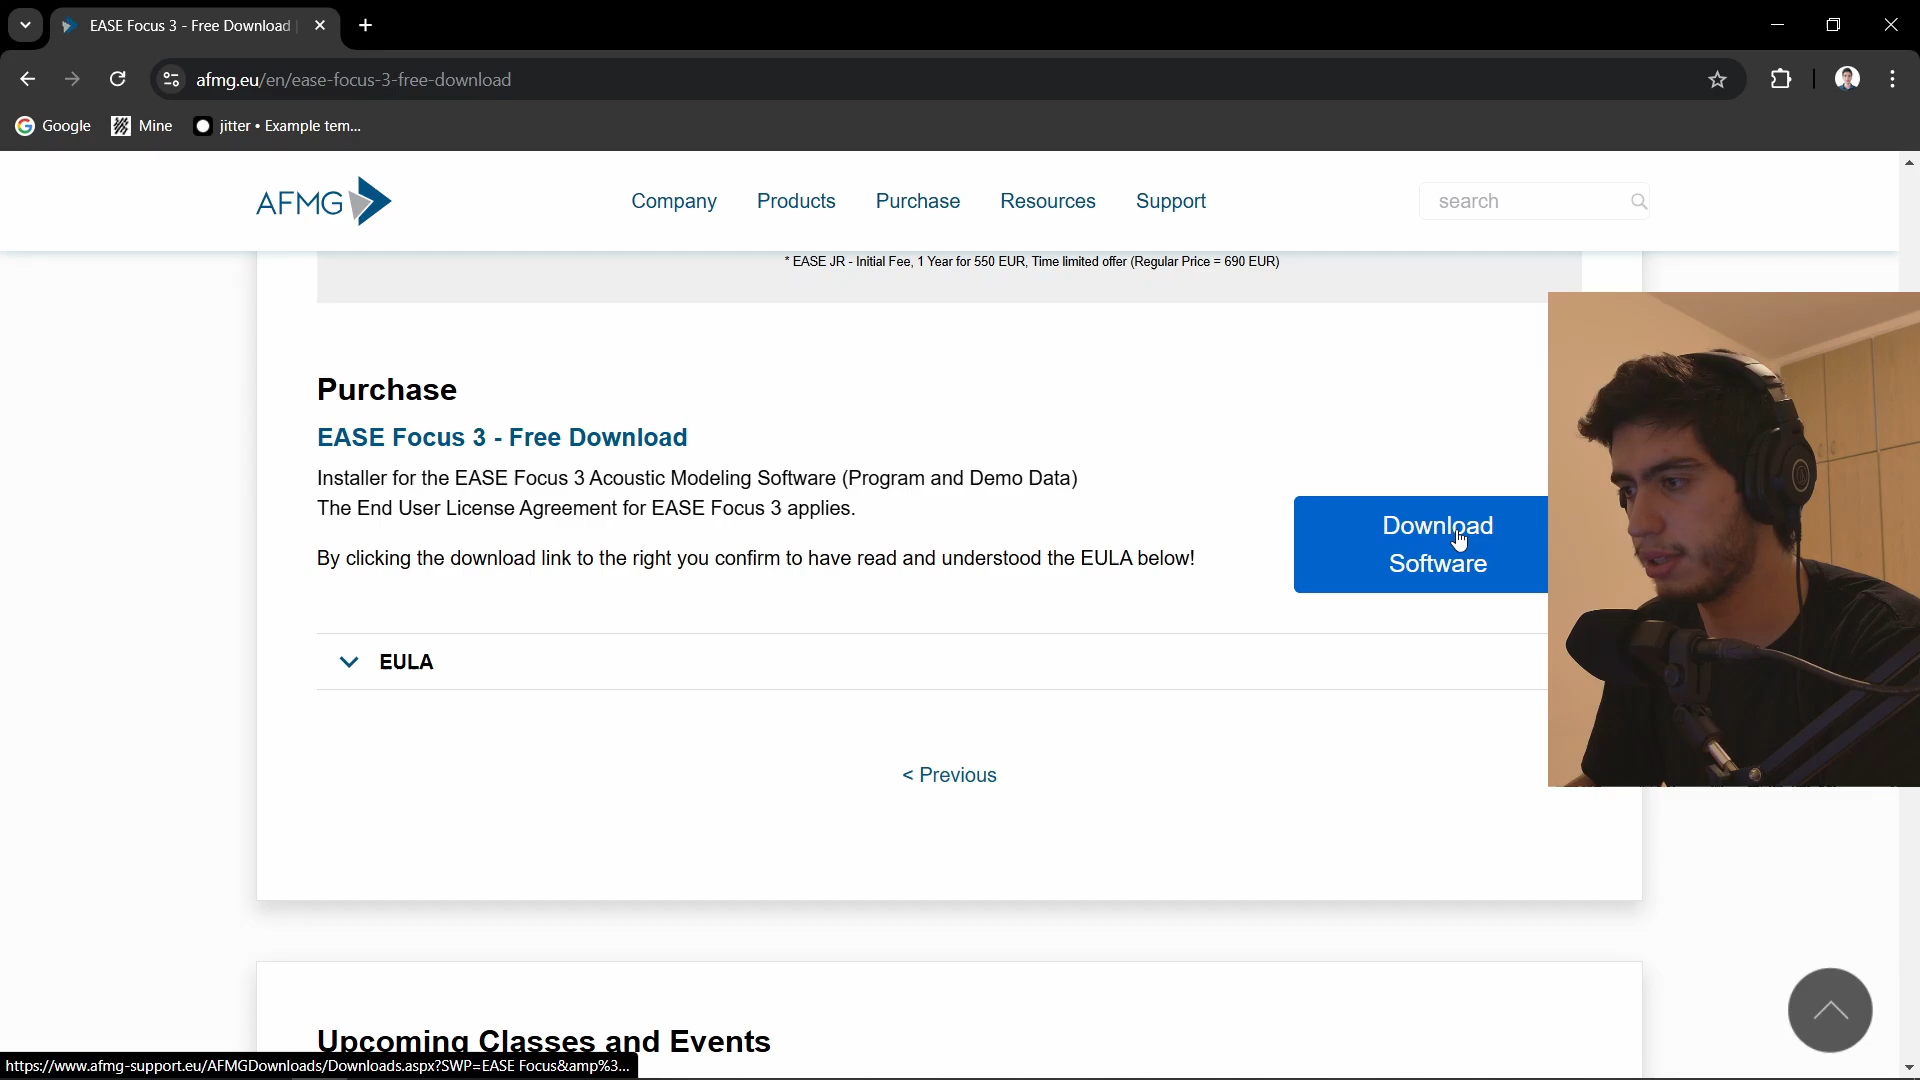 EASE Focus 3 - Free Download
afmg.eu/en/ease-focus-3-free-download
Google Mine jitter • Example tem...
AFMG Company Products Purchase Resources Support search
* EASE JR - Initial Fee, 1 Year for 550 EUR, Time limited offer (Regular Price = 690 EUR)
Purchase
EASE Focus 3 - Free Download
Installer for the EASE Focus 3 Acoustic Modeling Software (Program and Demo Data)
The End User License Agreement for EASE Focus 3 applies.
Download
Software
By clicking the download link to the right you confirm to have read and understood the EULA below!
EULA
< Previous
Upcoming Classes and Events
https://www.afmg-support.eu/AFMGDownloads/Downloads.aspx?SWP=EASE Focus&amp%3...